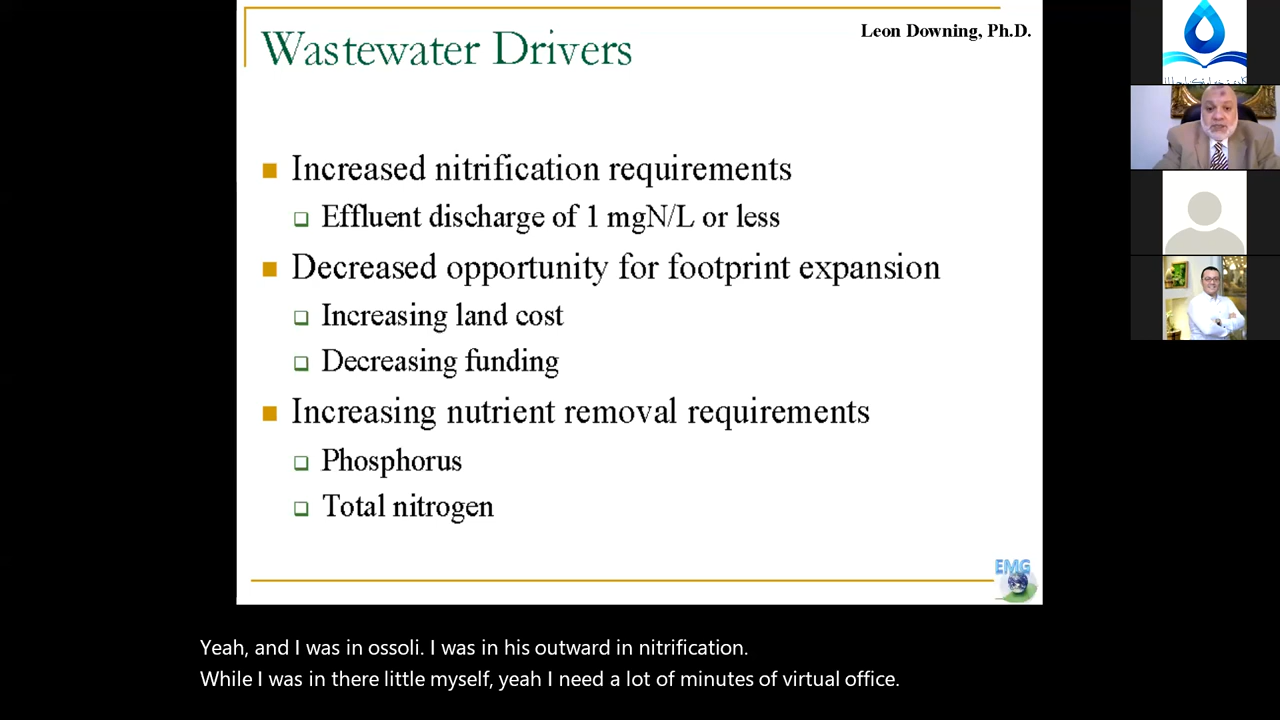 Wastewater Drivers
Leon Downing, Ph.D.
Increased nitrification requirements
Effluent discharge of 1 mgN/L or less
Decreased opportunity for footprint expansion
Increasing land cost
Decreasing funding
Increasing nutrient removal requirements
Phosphorus
Total nitrogen
EMG
Yeah, and I was in ossoli. I was in his outward in nitrification.
While I was in there little myself, yeah I need a lot of minutes of virtual office.